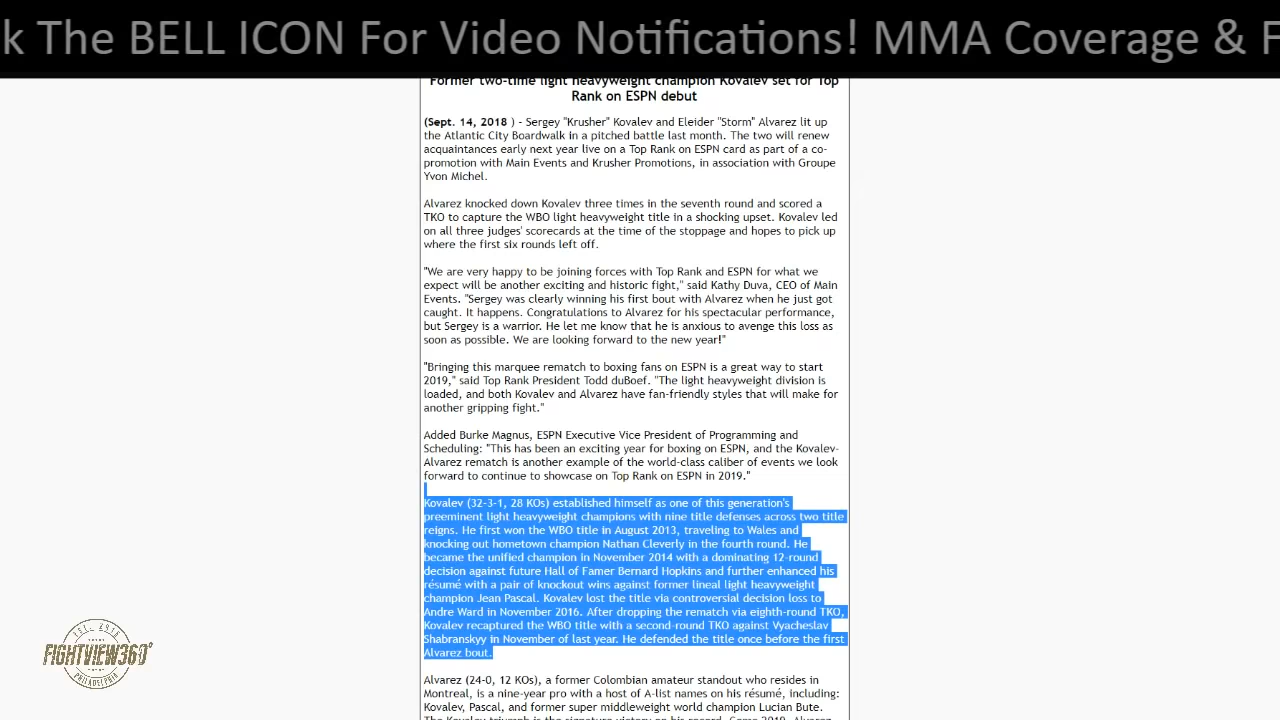 k The BELL ICON For Video Notifications! MMA Coverage & F
Former two-time light heavyweight champion Kovalev set for Top
Rank on ESPN debut
(Sept. 14, 2018 ) - Sergey "Krusher" Kovalev and Eleider "Storm" Alvarez lit up
the Atlantic City Boardwalk in a pitched battle last month. The two will renew
acquaintances early next year live on a Top Rank on ESPN card as part of a co-
promotion with Main Events and Krusher Promotions, in association with Groupe
Yvon Michel.
Alvarez knocked down Kovalev three times in the seventh round and scored a
TKO to capture the WBO light heavyweight title in a shocking upset. Kovalev led
on all three judges' scorecards at the time of the stoppage and hopes to pick up
where the first six rounds left off.
"We are very happy to be joining forces with Top Rank and ESPN for what we
expect will be another exciting and historic fight," said Kathy Duva, CEO of Main
Events. "Sergey was clearly winning his first bout with Alvarez when he just got
caught. It happens. Congratulations to Alvarez for his spectacular performance,
but Sergey is a warrior. He let me know that he is anxious to avenge this loss as
soon as possible. We are looking forward to the new year!"
"Bringing this marquee rematch to boxing fans on ESPN is a great way to start
2019," said Top Rank President Todd duBoef. "The light heavyweight division is
loaded, and both Kovalev and Alvarez have fan-friendly styles that will make for
another gripping fight."
Added Burke Magnus, ESPN Executive Vice President of Programming and
Scheduling: "This has been an exciting year for boxing on ESPN, and the Kovalev-
Alvarez rematch is another example of the world-class caliber of events we look
forward to continue to showcase on Top Rank on ESPN in 2019."
Kovalev (32-3-1, 28 KOs) established himself as one of this generation's
preeminent light heavyweight champions with nine title defenses across two title
reigns. He first won the WBO title in August 2013, traveling to Wales and
knocking out hometown champion Nathan Cleverly in the fourth round. He
became the unified champion in November 2014 with a dominating 12-round
decision against future Hall of Famer Bernard Hopkins and further enhanced his
résumé with a pair of knockout wins against former lineal light heavyweight
champion Jean Pascal. Kovalev lost the title via controversial decision loss to
Andre Ward in November 2016. After dropping the rematch via eighth-round TKO,
Kovalev recaptured the WBO title with a second-round TKO against Vyacheslav
Shabranskyy in November of last year. He defended the title once before the first
Alvarez bout.
Alvarez (24-0, 12 KOs), a former Colombian amateur standout who resides in
Montreal, is a nine-year pro with a host of A-list names on his résumé, including:
Kovalev, Pascal, and former super middleweight world champion Lucian Bute.
The Kovalev triumph is the signature victory on his record. Come 2019, Alvarez
FIGHTVIEW360°
PHILADELPHIA